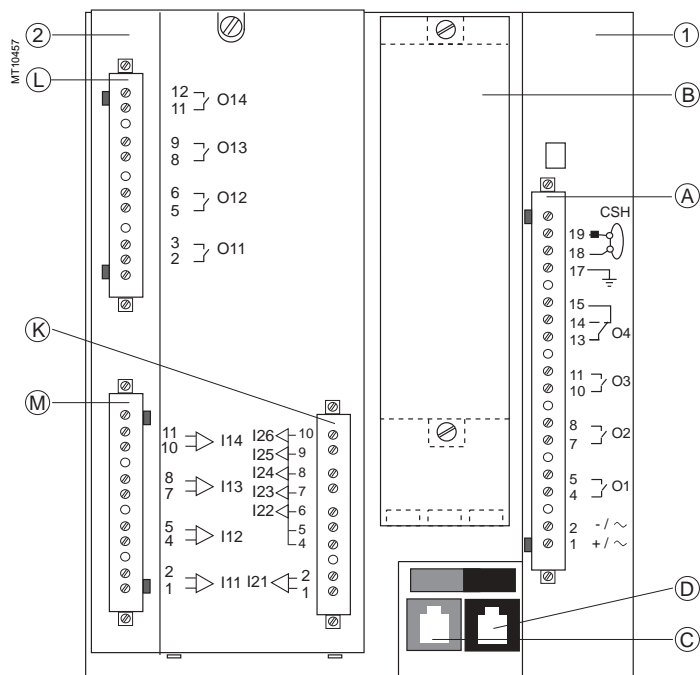 MT10457
2
1
L
B
12
11
O14
9
8
O13
6
5
O12
3
2
O11
A
CSH
19
18
17
15
14
13
O4
11
10
O3
8
7
O2
5
4
O1
2 - / ~
1 + / ~
K
M
11
10
I14
8
7
I13
5
4
I12
2
1
I11
I26 10
I25 9
I24 8
I23 7
I22 6
5
4
I21 2
1
D
C